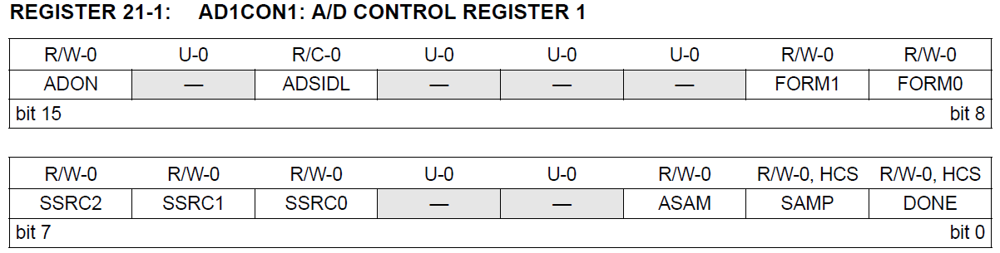 REGISTER 21-1: AD1CON1: A/D CONTROL REGISTER 1
R/W-0 U-0 R/C-0 U-0 U-0 U-0 R/W-0 R/W-0
ADON — ADSIDL — — — FORM1 FORM0
bit 15 bit 8
R/W-0 R/W-0 R/W-0 U-0 U-0 R/W-0 R/W-0, HCS R/W-0, HCS
SSRC2 SSRC1 SSRC0 — — ASAM SAMP DONE
bit 7 bit 0